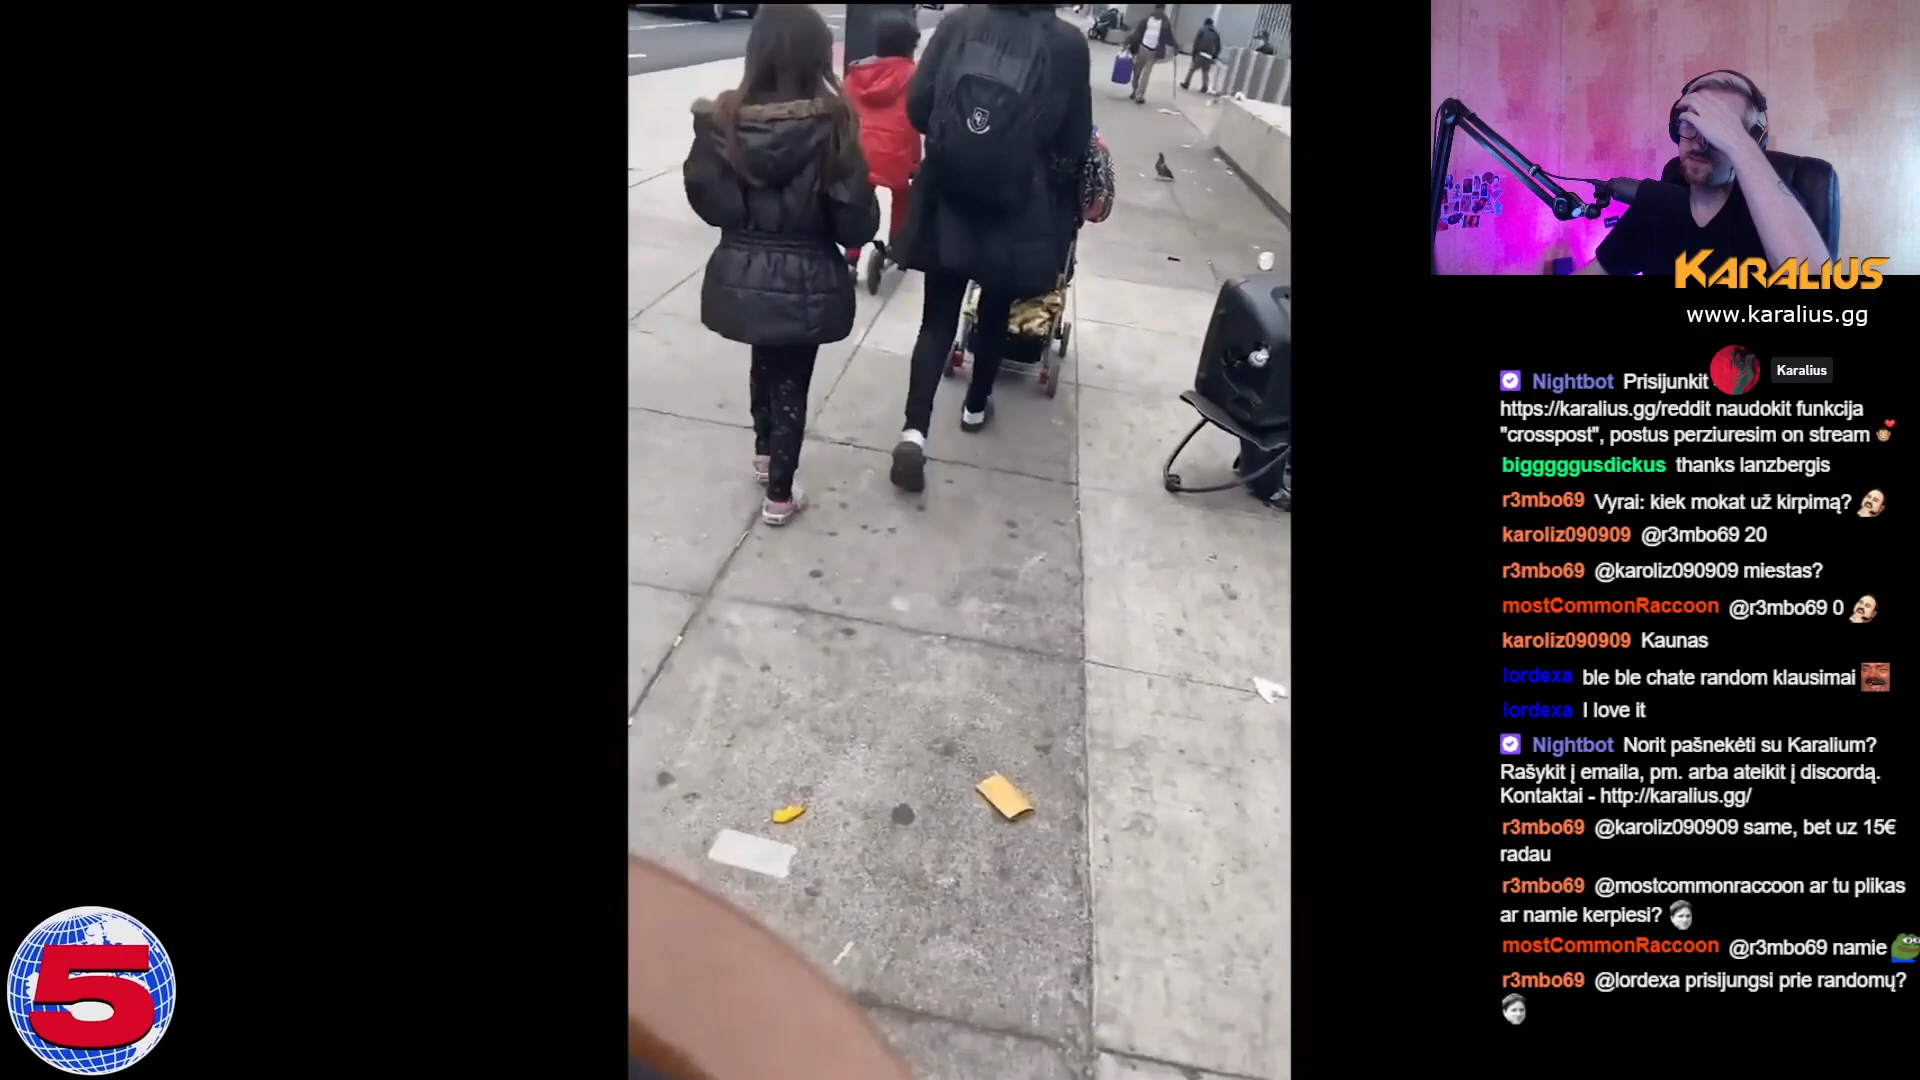 KARALIUS
www.karalius.gg
Karalius
Nightbot Prisijunkit
https://karalius.gg/reddit naudokit funkcija
"crosspost", postus perziuresim on stream
bigggggusdickus thanks lanzbergis
r3mbo69 Vyrai: kiek mokat už kirpimą?
karoliz090909 @r3mbo69 20
r3mbo69 @karoliz090909 miestas?
mostCommonRaccoon @r3mbo69 0
karoliz090909 Kaunas
lordexa ble ble chate random klausimai
lordexa I love it
Nightbot Norit pašnekėti su Karalium?
Rašykit į emaila, pm. arba ateikit į discordą.
Kontaktai - http://karalius.gg/
r3mbo69 @karoliz090909 same, bet uz 15€
radau
r3mbo69 @mostcommonraccoon ar tu plikas
ar namie kerpiesi?
mostCommonRaccoon @r3mbo69 namie
r3mbo69 @lordexa prisijungsi prie randomų?
5